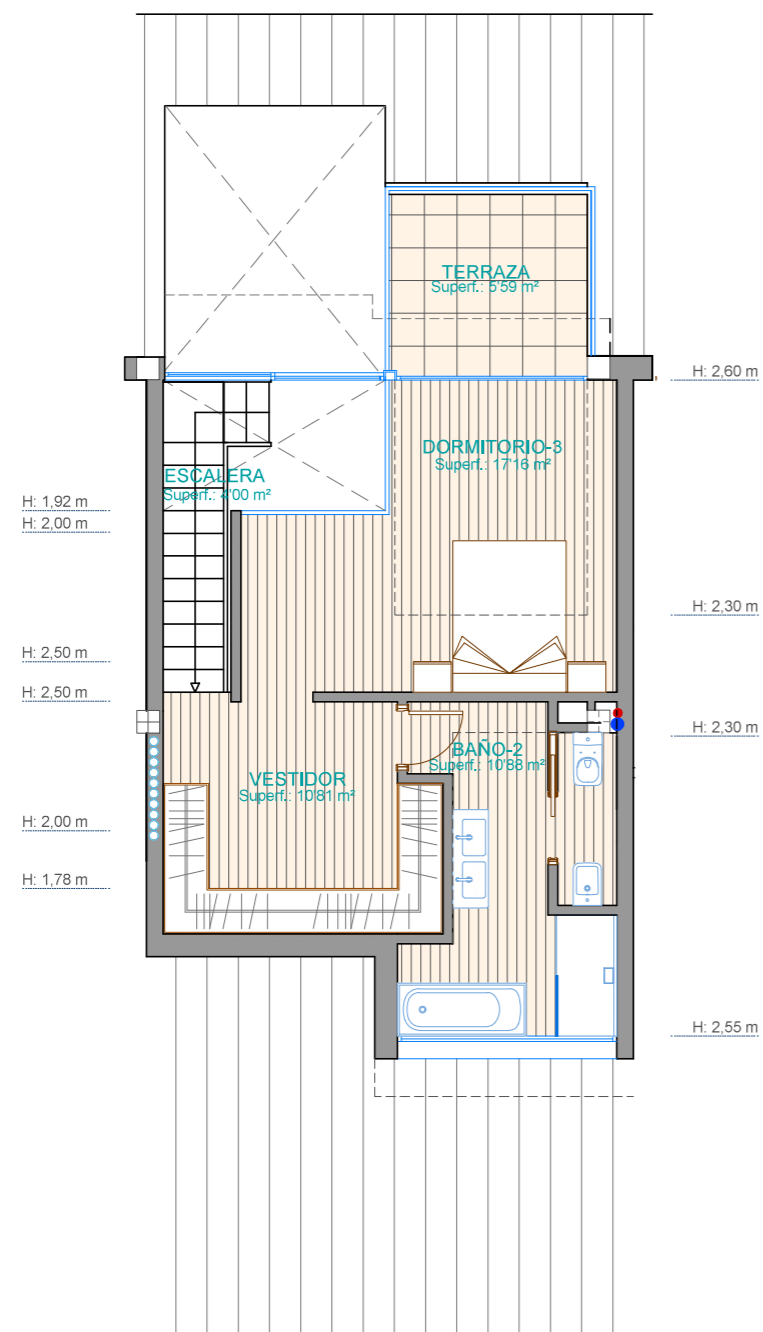 TERRAZA
Superf.: 5'59 m²
H: 2,60 m
DORMITORIO-3
Superf.: 17'16 m²
ESCALERA
Superf.: 4'00 m²
H: 1,92 m
H: 2,00 m
H: 2,30 m
H: 2,50 m
H: 2,50 m
H: 2,30 m
BAÑO-2
Superf.: 10'88 m²
VESTIDOR
Superf.: 10'81 m²
H: 2,00 m
H: 1,78 m
H: 2,55 m